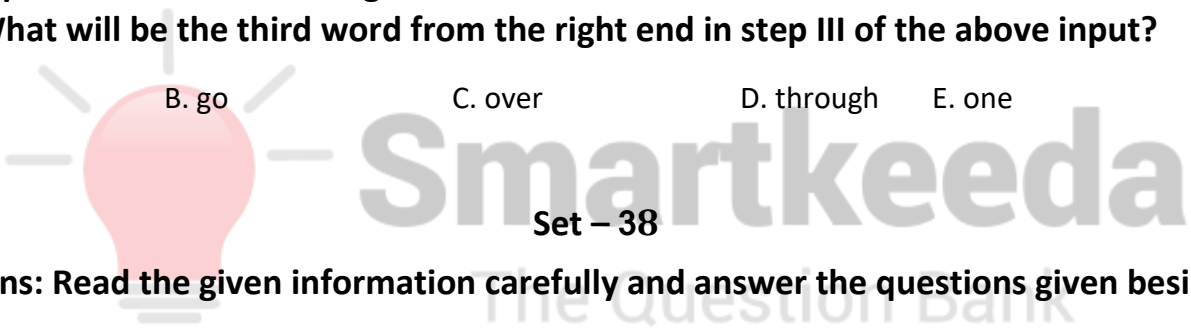 What will be the third word from the right end in step III of the above input?
B. go C. over D. through E. one
Smartkeeda
Set – 38
ns: Read the given information carefully and answer the questions given besi
The Question Bank